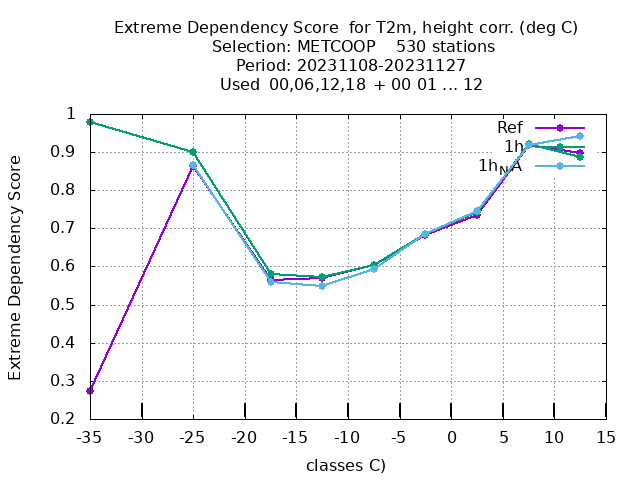 Extreme Dependency Score  for T2m, height corr. (deg C)
Selection: METCOOP    530 stations
Period: 20231108-20231127
Used  00,06,12,18 + 00 01 ... 12
Extreme Dependency Score
1
0.9
0.8
0.7
0.6
0.5
0.4
0.3
0.2
Ref
1h
1hNA
-35
-30
-25
-20
-15
-10
-5
0
5
10
15
classes C)